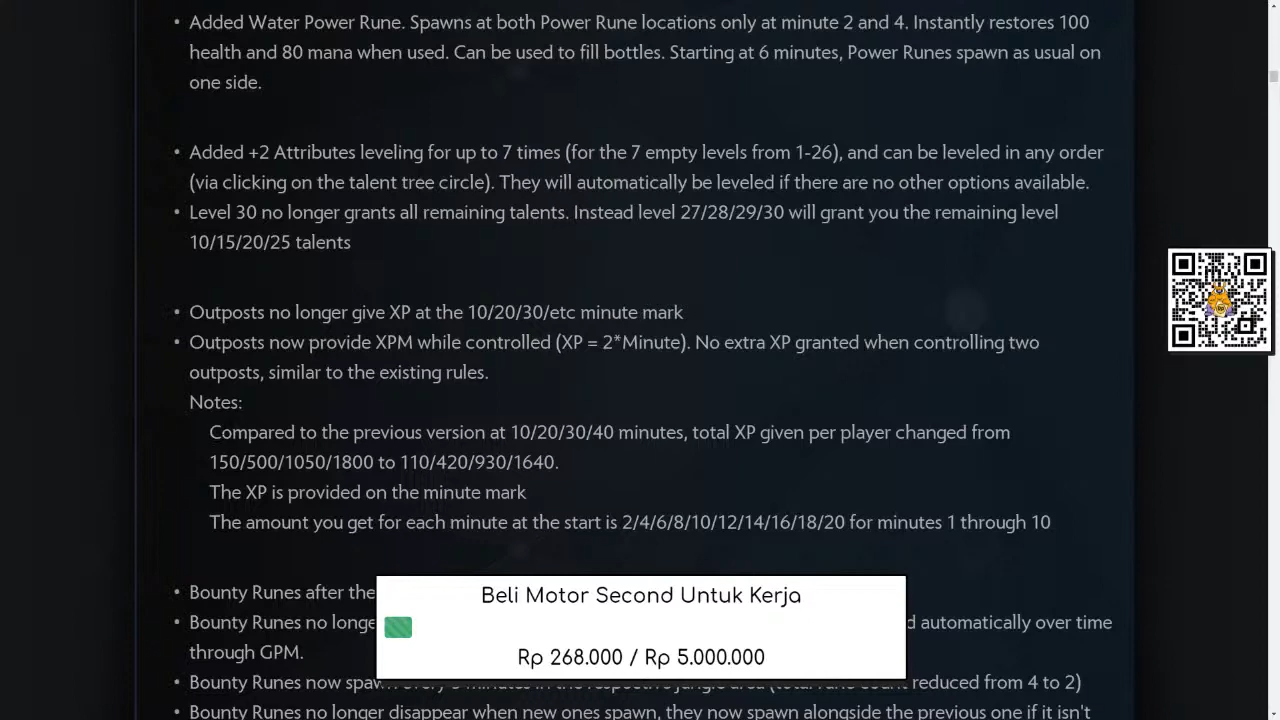 • Added Water Power Rune. Spawns at both Power Rune locations only at minute 2 and 4. Instantly restores 100
health and 80 mana when used. Can be used to fill bottles. Starting at 6 minutes, Power Runes spawn as usual on
one side.
• Added +2 Attributes leveling for up to 7 times (for the 7 empty levels from 1-26), and can be leveled in any order
(via clicking on the talent tree circle). They will automatically be leveled if there are no other options available.
• Level 30 no longer grants all remaining talents. Instead level 27/28/29/30 will grant you the remaining level
10/15/20/25 talents
• Outposts no longer give XP at the 10/20/30/etc minute mark
• Outposts now provide XPM while controlled (XP = 2*Minute). No extra XP granted when controlling two
outposts, similar to the existing rules.
Notes:
Compared to the previous version at 10/20/30/40 minutes, total XP given per player changed from
150/500/1050/1800 to 110/420/930/1640.
The XP is provided on the minute mark
The amount you get for each minute at the start is 2/4/6/8/10/12/14/16/18/20 for minutes 1 through 10
• Bounty Runes after the
• Bounty Runes no automatically over time
through GPM.
• Bounty Runes now reduced from 4 to 2)
• Bounty Runes no longer disappear when new ones spawn, they now spawn alongside the previous one if it isn't
Beli Motor Second Untuk Kerja
Rp 268.000 / Rp 5.000.000